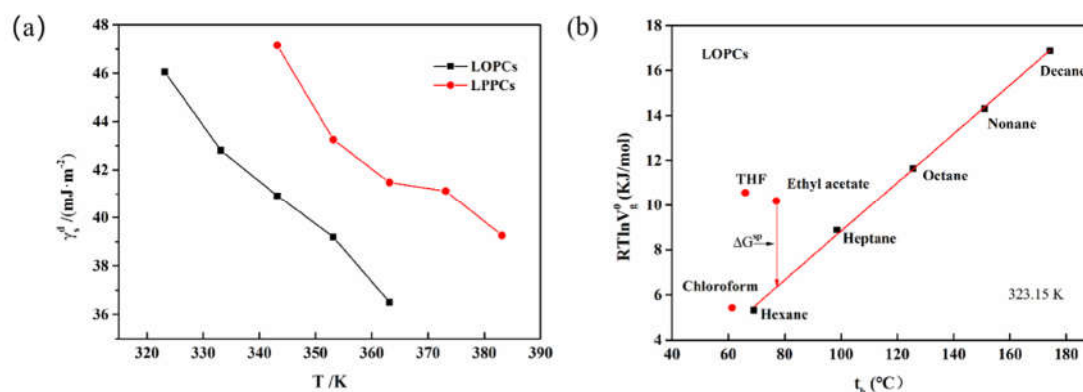 (a)
48
46
44
42
40
38
36
γₛᵈ /(mJ·m⁻²)
LOPCs
LPPCs
320 330 340 350 360 370 380 390
T /K
(b)
18
16
14
12
10
8
6
4
RTlnV⁰g (KJ/mol)
LOPCs
Decane
Nonane
Octane
THF
Ethyl acetate
Heptane
ΔGˢᵖ
Chloroform
Hexane
323.15 K
40 60 80 100 120 140 160 180
t_b (°C)